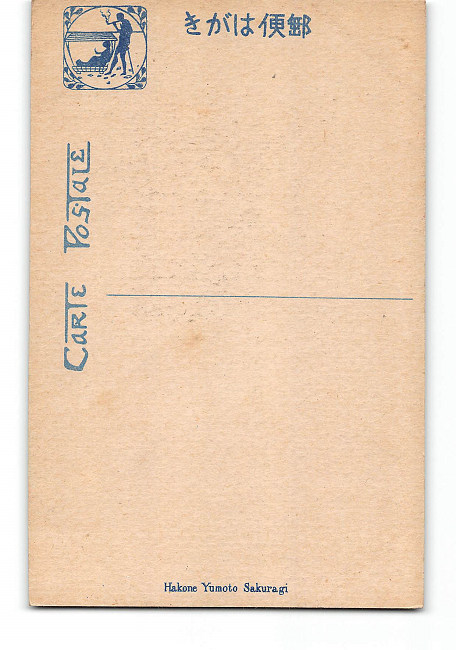 きがは便郵
CARTE POSTALE
Hakone Yumoto Sakuragi